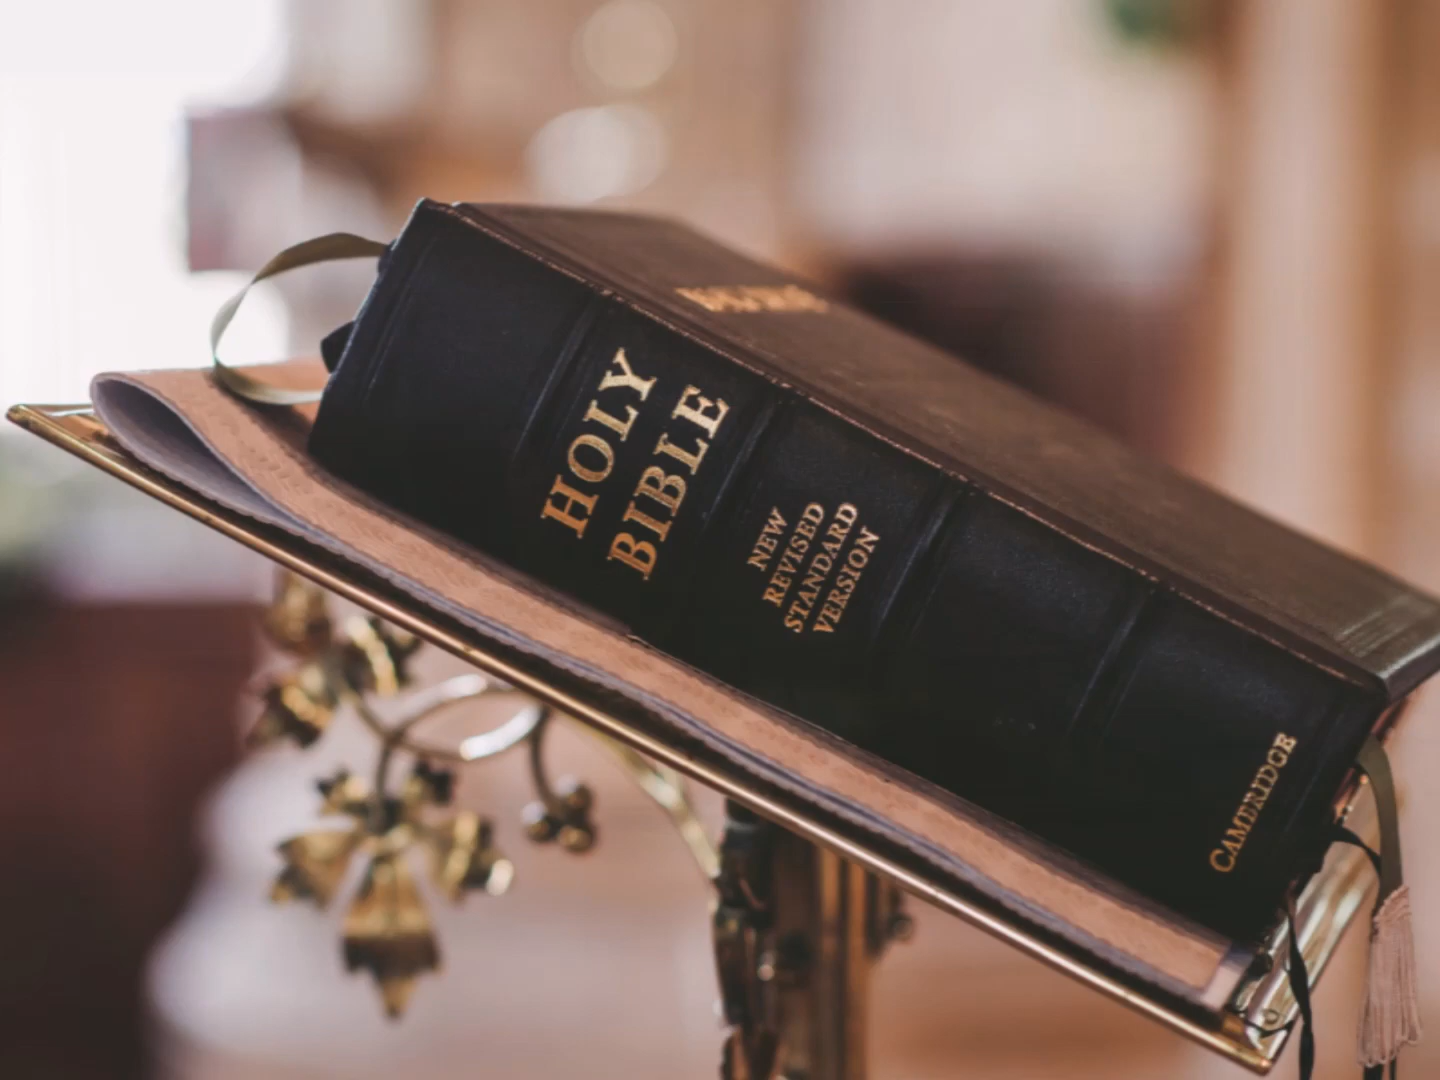 HOLY
BIBLE
NEW
REVISED
STANDARD
VERSION
CAMBRIDGE